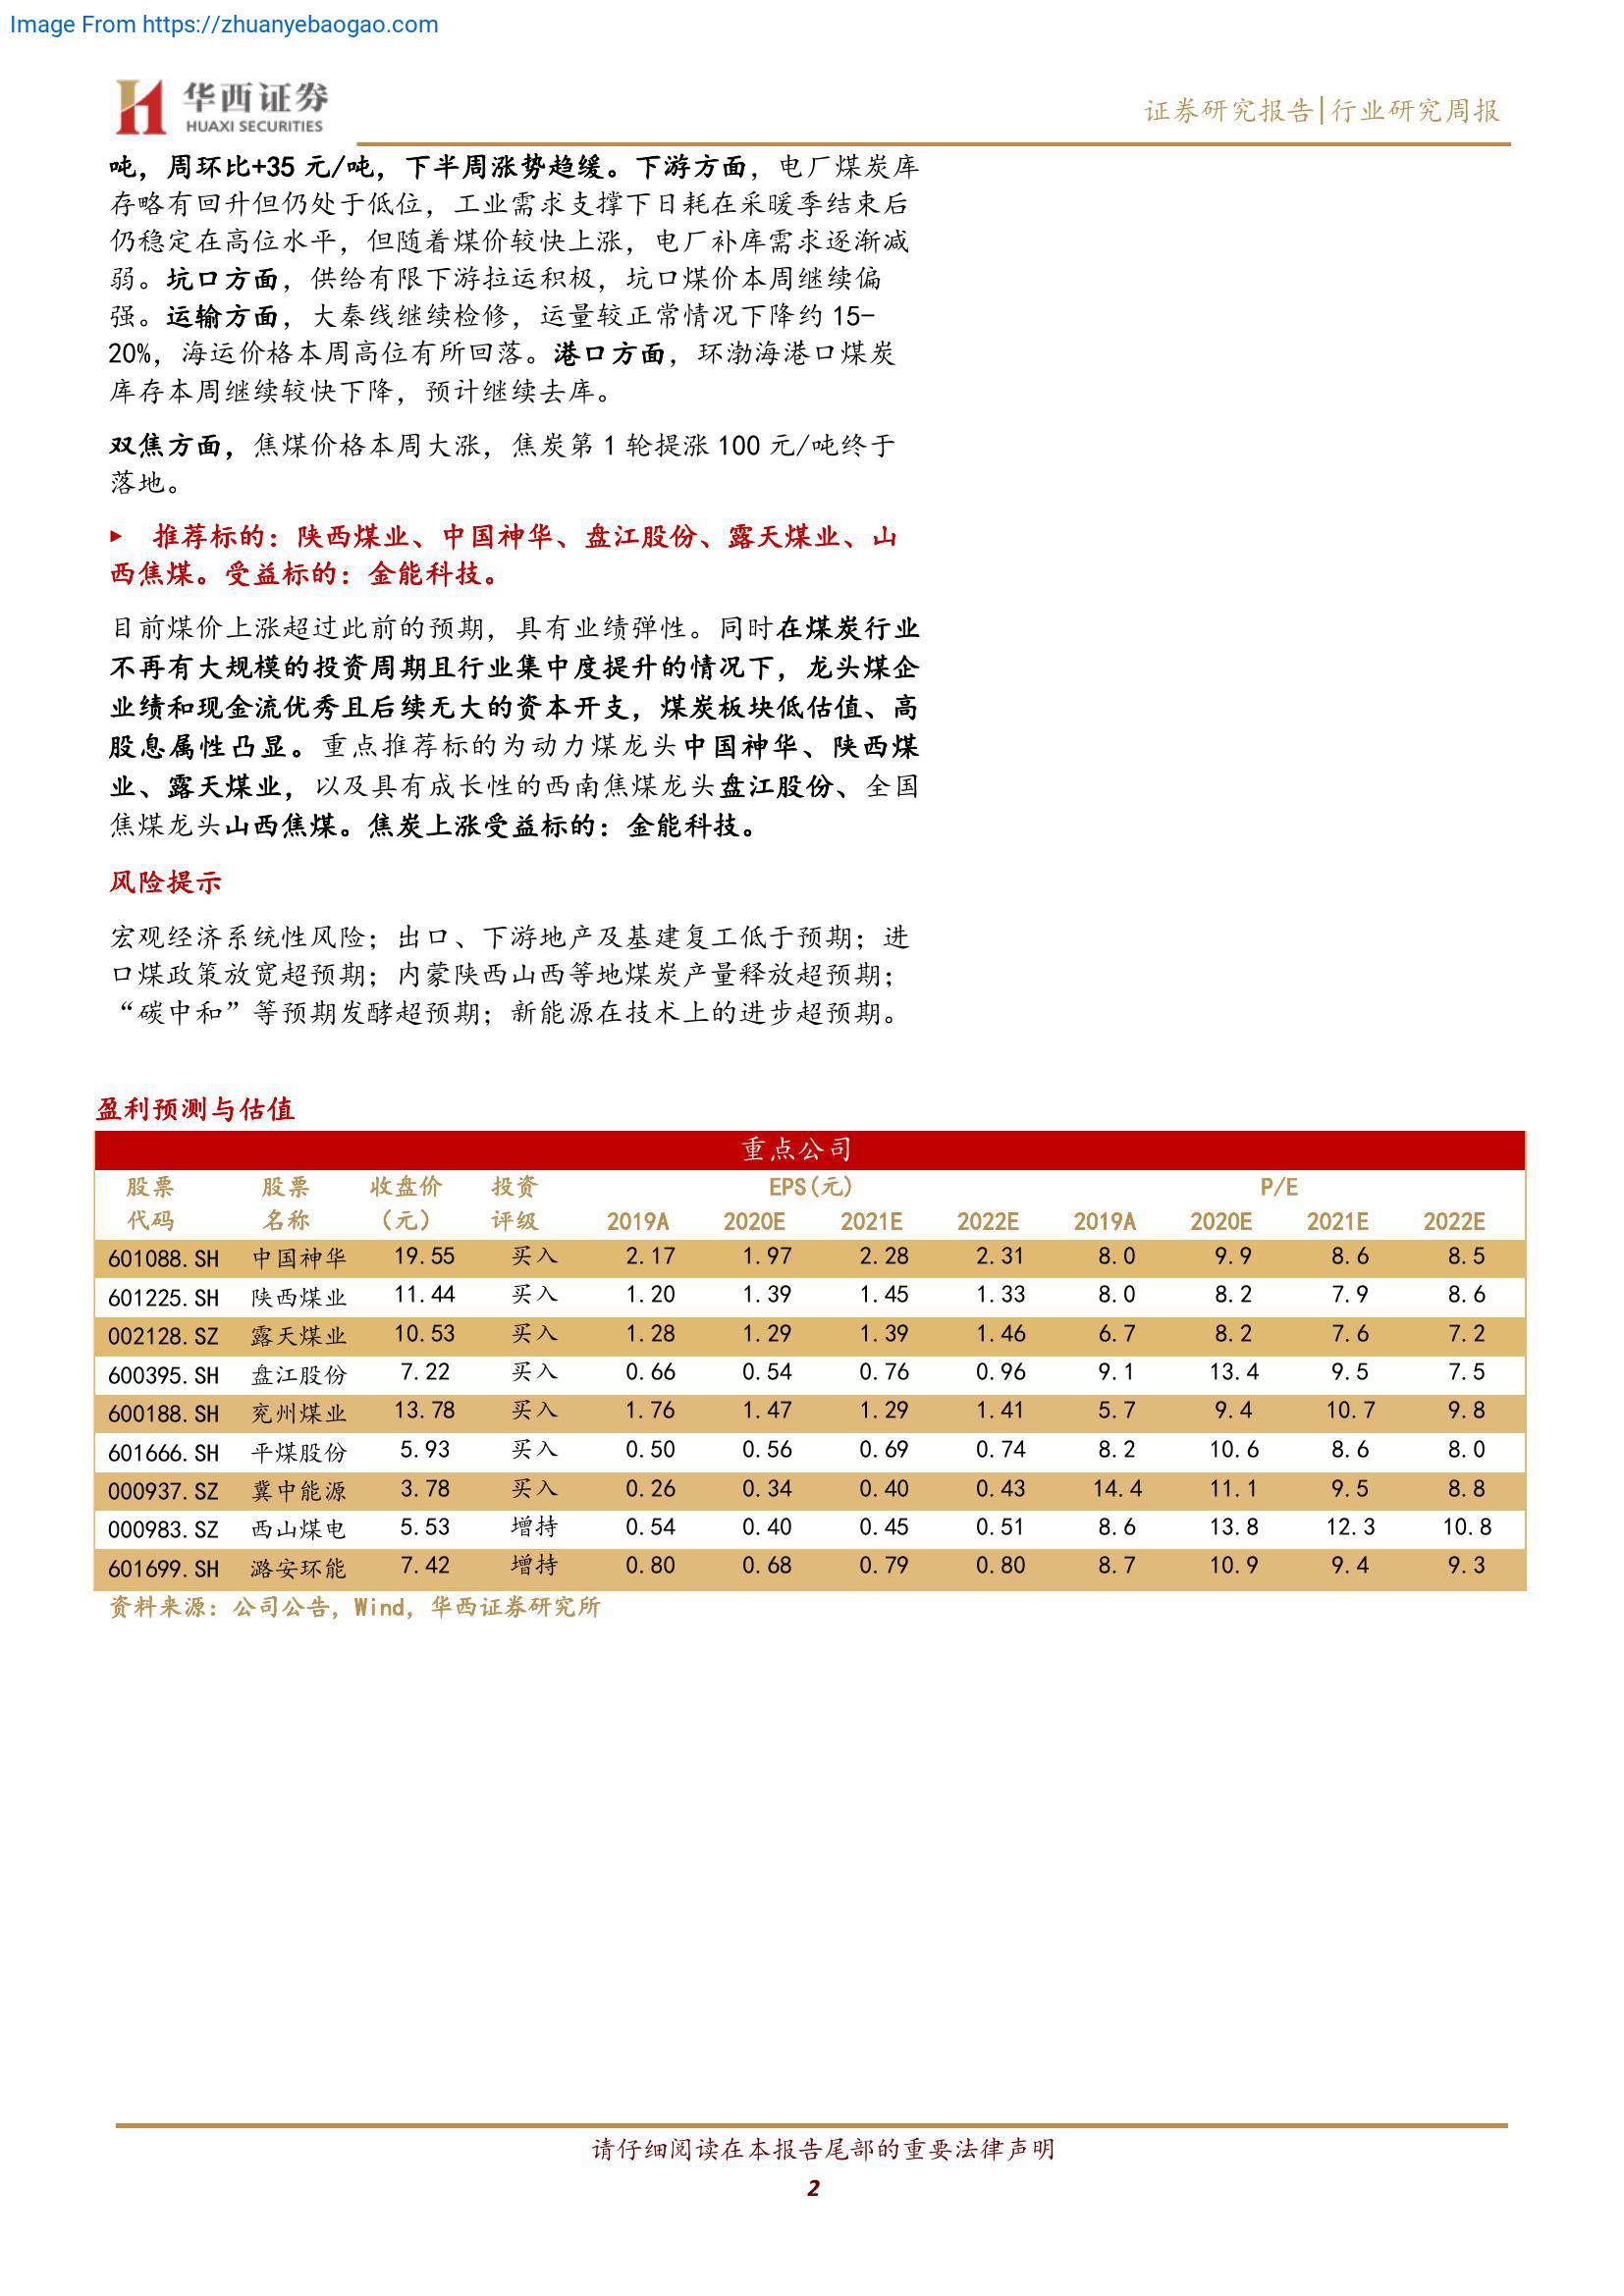 Image From https://zhuanyebaogao.com
华西证券
HUAXI SECURITIES
证券研究报告|行业研究周报
吨，周环比+35 元/吨，下半周涨势趋缓。下游方面，电厂煤炭库
存略有回升但仍处于低位，工业需求支撑下日耗在采暖季结束后
仍稳定在高位水平，但随着煤价较快上涨，电厂补库需求逐渐减
弱。坑口方面，供给有限下游拉运积极，坑口煤价本周继续偏
强。运输方面，大秦线继续检修，运量较正常情况下降约 15-
20%，海运价格本周高位有所回落。港口方面，环渤海港口煤炭
库存本周继续较快下降，预计继续去库。
双焦方面，焦煤价格本周大涨，焦炭第 1 轮提涨 100 元/吨终于
落地。
▶ 推荐标的：陕西煤业、中国神华、盘江股份、露天煤业、山
西焦煤。受益标的：金能科技。
目前煤价上涨超过此前的预期，具有业绩弹性。同时在煤炭行业
不再有大规模的投资周期且行业集中度提升的情况下，龙头煤企
业绩和现金流优秀且后续无大的资本开支，煤炭板块低估值、高
股息属性凸显。重点推荐标的为动力煤龙头中国神华、陕西煤
业、露天煤业，以及具有成长性的西南焦煤龙头盘江股份、全国
焦煤龙头山西焦煤。焦炭上涨受益标的：金能科技。
风险提示
宏观经济系统性风险；出口、下游地产及基建复工低于预期；进
口煤政策放宽超预期；内蒙陕西山西等地煤炭产量释放超预期；
“碳中和”等预期发酵超预期；新能源在技术上的进步超预期。
盈利预测与估值
重点公司
股票 股票 收盘价 投资 EPS(元) P/E
代码 名称 （元） 评级 2019A 2020E 2021E 2022E 2019A 2020E 2021E 2022E
601088.SH 中国神华 19.55 买入 2.17 1.97 2.28 2.31 8.0 9.9 8.6 8.5
601225.SH 陕西煤业 11.44 买入 1.20 1.39 1.45 1.33 8.0 8.2 7.9 8.6
002128.SZ 露天煤业 10.53 买入 1.28 1.29 1.39 1.46 6.7 8.2 7.6 7.2
600395.SH 盘江股份 7.22 买入 0.66 0.54 0.76 0.96 9.1 13.4 9.5 7.5
600188.SH 兖州煤业 13.78 买入 1.76 1.47 1.29 1.41 5.7 9.4 10.7 9.8
601666.SH 平煤股份 5.93 买入 0.50 0.56 0.69 0.74 8.2 10.6 8.6 8.0
000937.SZ 冀中能源 3.78 买入 0.26 0.34 0.40 0.43 14.4 11.1 9.5 8.8
000983.SZ 西山煤电 5.53 增持 0.54 0.40 0.45 0.51 8.6 13.8 12.3 10.8
601699.SH 潞安环能 7.42 增持 0.80 0.68 0.79 0.80 8.7 10.9 9.4 9.3
资料来源：公司公告，Wind，华西证券研究所
请仔细阅读在本报告尾部的重要法律声明
2